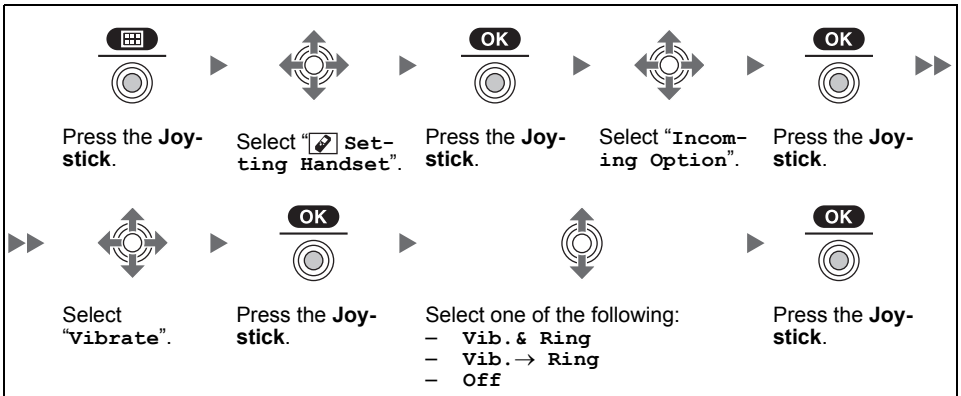 OK
OK
Press the Joy-
stick.
Select “Set-
ting Handset”.
Press the Joy-
stick.
Select “Incom-
ing Option”.
Press the Joy-
stick.
OK
OK
Select
“Vibrate”.
Press the Joy-
stick.
Select one of the following:
– Vib.& Ring
– Vib.→ Ring
– Off
Press the Joy-
stick.